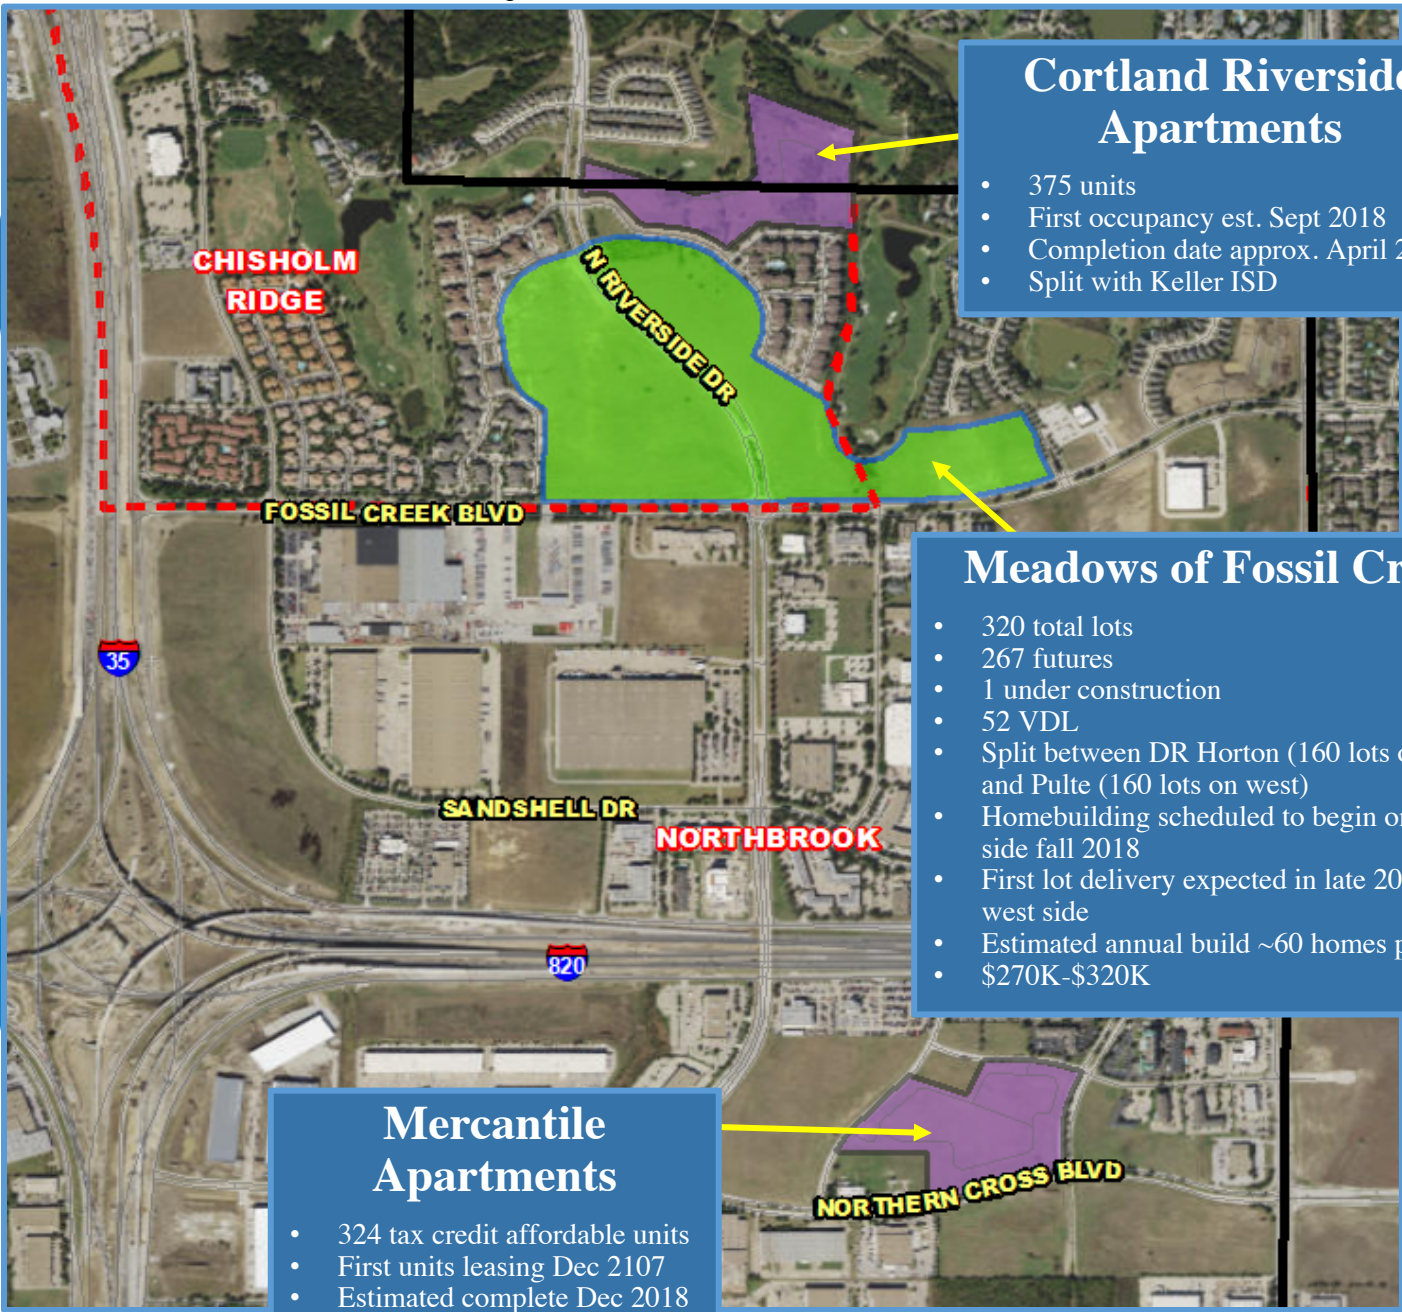 Cortland Riverside
Apartments
• 375 units
• First occupancy est. Sept 2018
• Completion date approx. April 2
• Split with Keller ISD
CHISHOLM
RIDGE
N RIVERSIDE DR
FOSSIL CREEK BLVD
Meadows of Fossil Cr
• 320 total lots
• 267 futures
• 1 under construction
• 52 VDL
• Split between DR Horton (160 lots
and Pulte (160 lots on west)
• Homebuilding scheduled to begin
side fall 2018
• First lot delivery expected in late 20
west side
• Estimated annual build ~60 homes
• $270K-$320K
35
SANDSHELL DR
NORTHBROOK
820
Mercantile
Apartments
• 324 tax credit affordable units
• First units leasing Dec 2107
• Estimated complete Dec 2018
NORTHERN CROSS BLVD